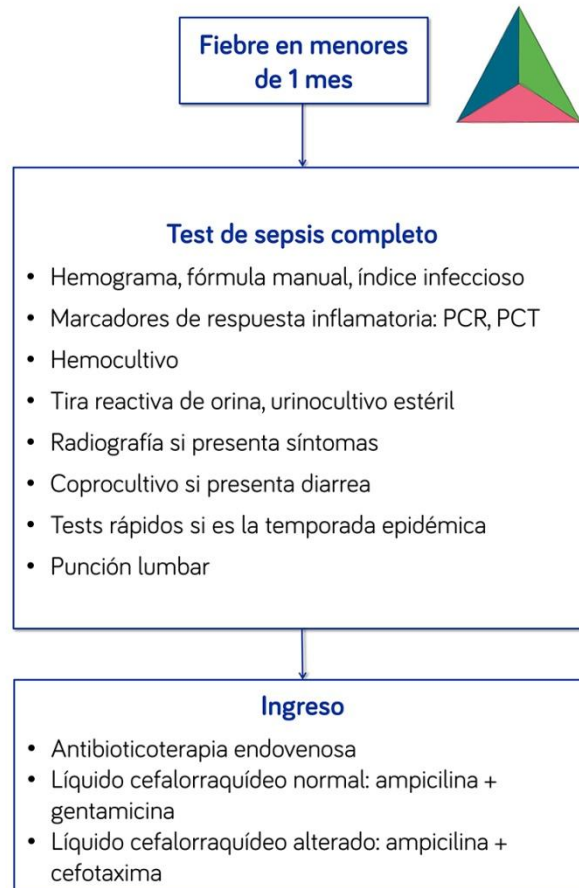 Fiebre en menores
de 1 mes
Test de sepsis completo
• Hemograma, fórmula manual, índice infeccioso
• Marcadores de respuesta inflamatoria: PCR, PCT
• Hemocultivo
• Tira reactiva de orina, urinocultivo estéril
• Radiografía si presenta síntomas
• Coprocultivo si presenta diarrea
• Tests rápidos si es la temporada epidémica
• Punción lumbar
Ingreso
• Antibioticoterapia endovenosa
• Líquido cefalorraquídeo normal: ampicilina +
gentamicina
• Líquido cefalorraquídeo alterado: ampicilina +
cefotaxima